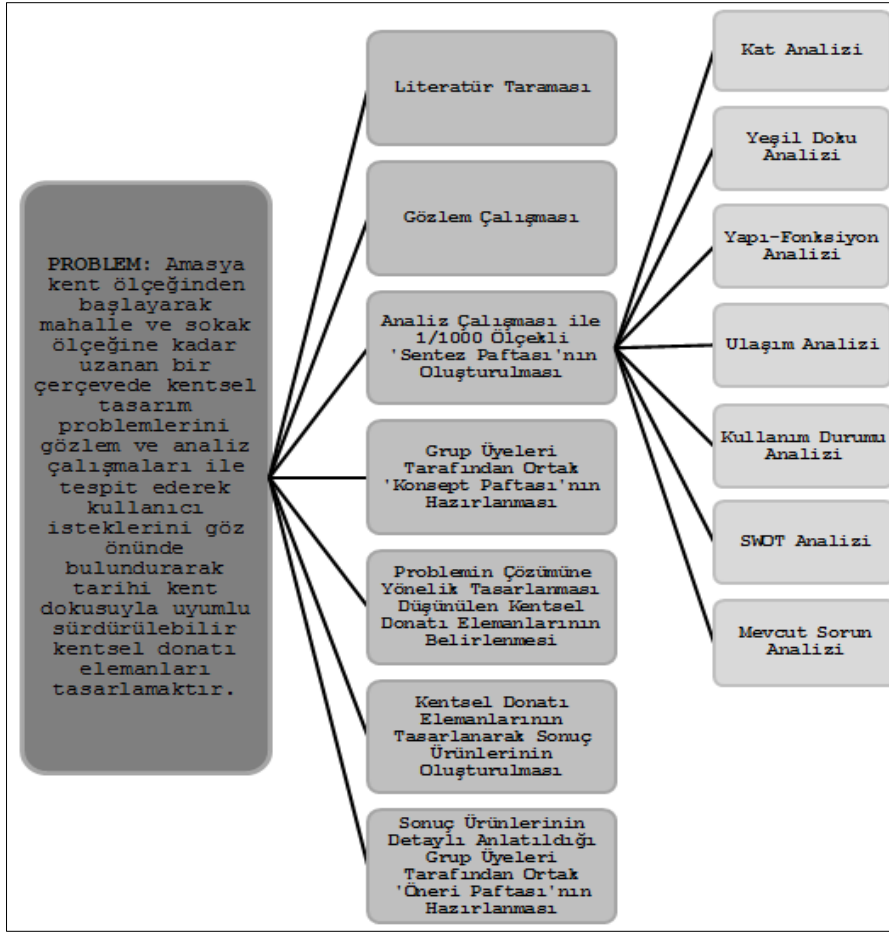 PROBLEM: Amasya
kent ölçeğinden
başlayarak
mahalle ve sokak
ölçeğine kadar
uzanan bir
çerçevede kentsel
tasarım
problemlerini
gözlem ve analiz
çalışmaları ile
tespit ederek
kullanıcı
isteklerini göz
önünde
bulundurarak
tarihi kent
dokusuyla uyumlu
sürdürülebilir
kentsel donatı
elemanları
tasarlamaktır.
Literatür Taraması
Gözlem Çalışması
Analiz Çalışması ile
1/1000 Ölçekli
'Sentez Paftası'nın
Oluşturulması
Grup Üyeleri
Tarafından Ortak
'Konsept Paftası'nın
Hazırlanması
Problemin Çözümüne
Yönelik Tasarlanması
Düşünülen Kentsel
Donatı Elemanlarının
Belirlenmesi
Kentsel Donatı
Elemanlarının
Tasarlanarak Sonuç
Ürünlerinin
Oluşturulması
Sonuç Ürünlerinin
Detaylı Anlatıldığı
Grup Üyeleri
Tarafından Ortak
'Öneri Paftası'nın
Hazırlanması
Kat Analizi
Yeşil Doku
Analizi
Yapı-Fonksiyon
Analizi
Ulaşım Analizi
Kullanım Durumu
Analizi
SWOT Analizi
Mevcut Sorun
Analizi